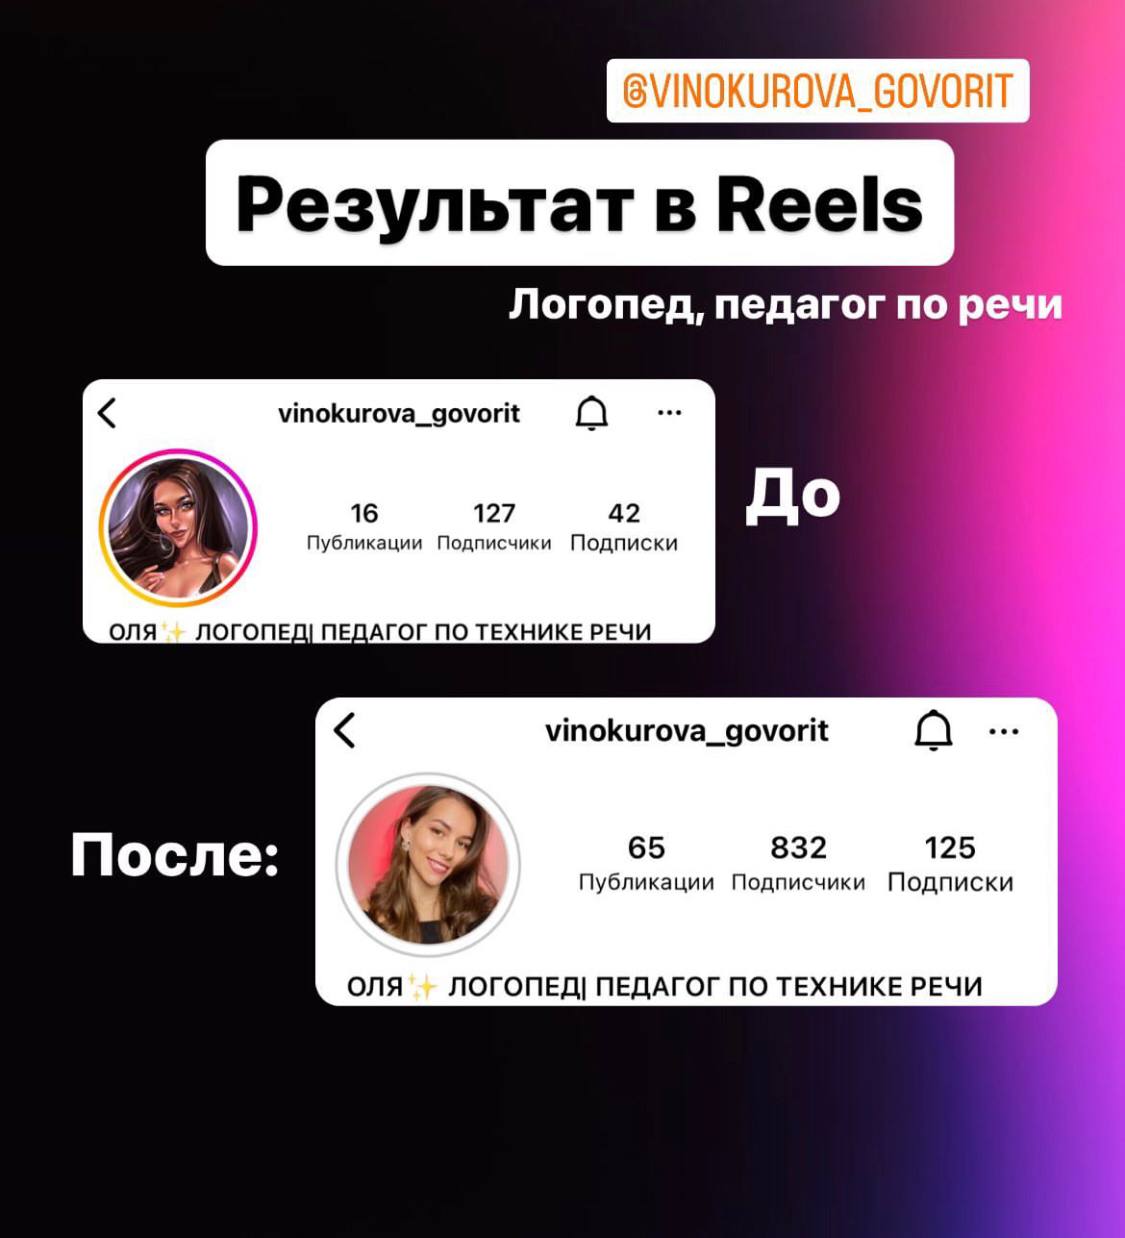 @VINOKUROVA_GOVORIT
Результат в Reels
Логопед, педагог по речи
vinokurova_govorit
16 127 42
Публикации Подписчики Подписки
ОЛЯ✨ ЛОГОПЕД| ПЕДАГОГ ПО ТЕХНИКЕ РЕЧИ
До
vinokurova_govorit
65 832 125
Публикации Подписчики Подписки
ОЛЯ✨ ЛОГОПЕД| ПЕДАГОГ ПО ТЕХНИКЕ РЕЧИ
После: